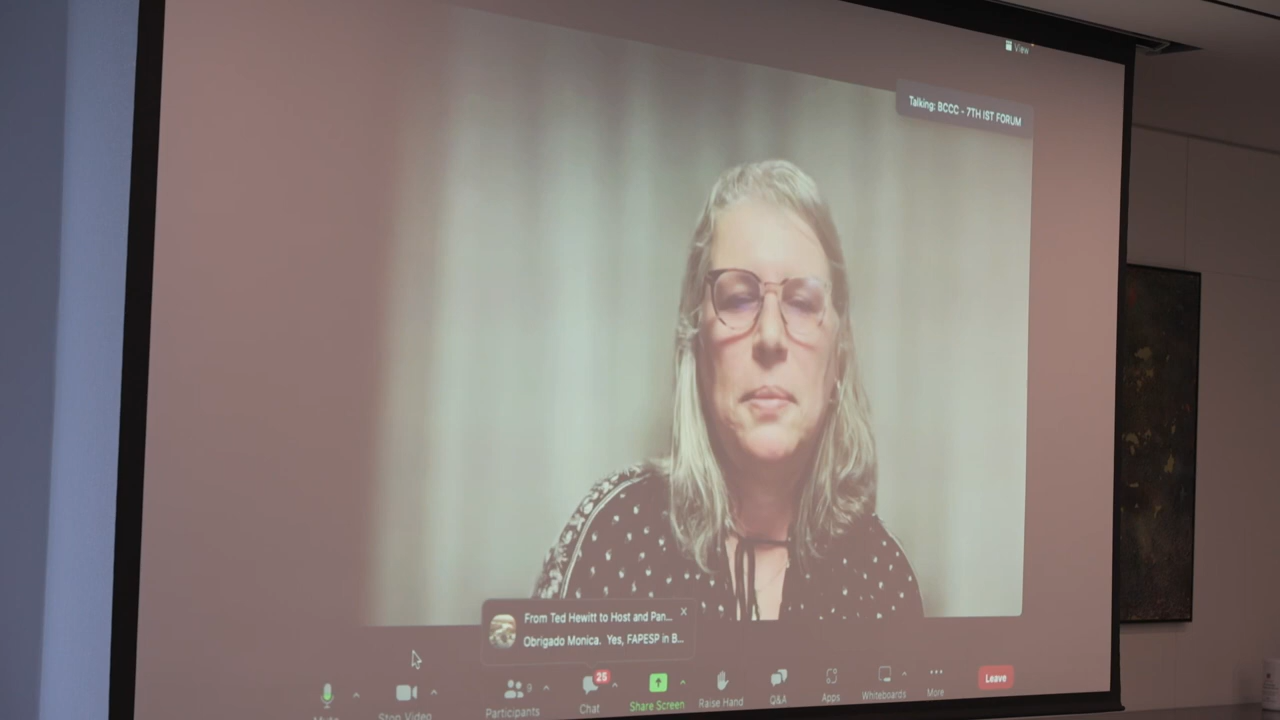 View
Talking: BCCC - 7TH IST FORUM
From Ted Hewitt to Host and Pan...
Obrigado Monica. Yes, FAPESP in B...
Stop Video
Participants
9
Chat
25
Share Screen
Raise Hand
Q&A
Apps
Whiteboards
More
Leave